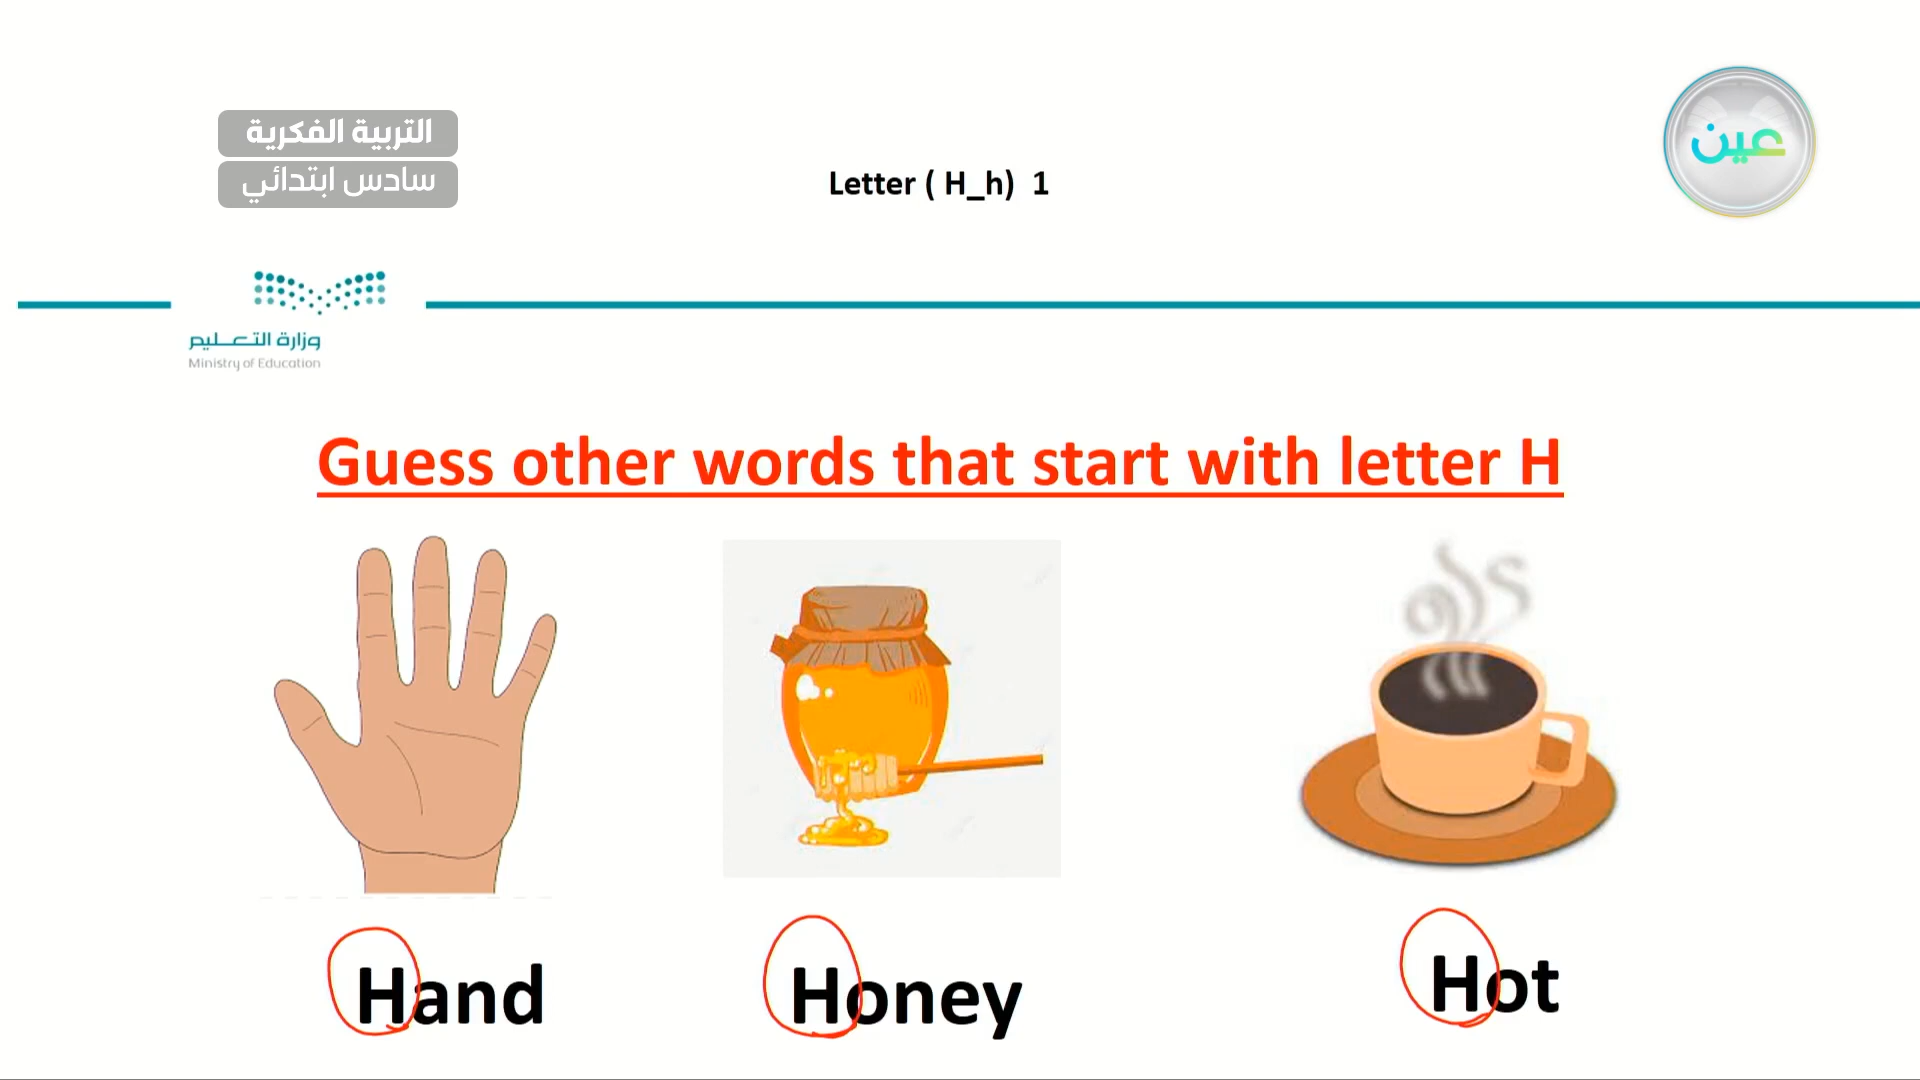 التربية الفكرية
سادس ابتدائي
Letter ( H_h) 1
عين
وزارة التعليم
Ministry of Education
Guess other words that start with letter H
Hand
Honey
Hot